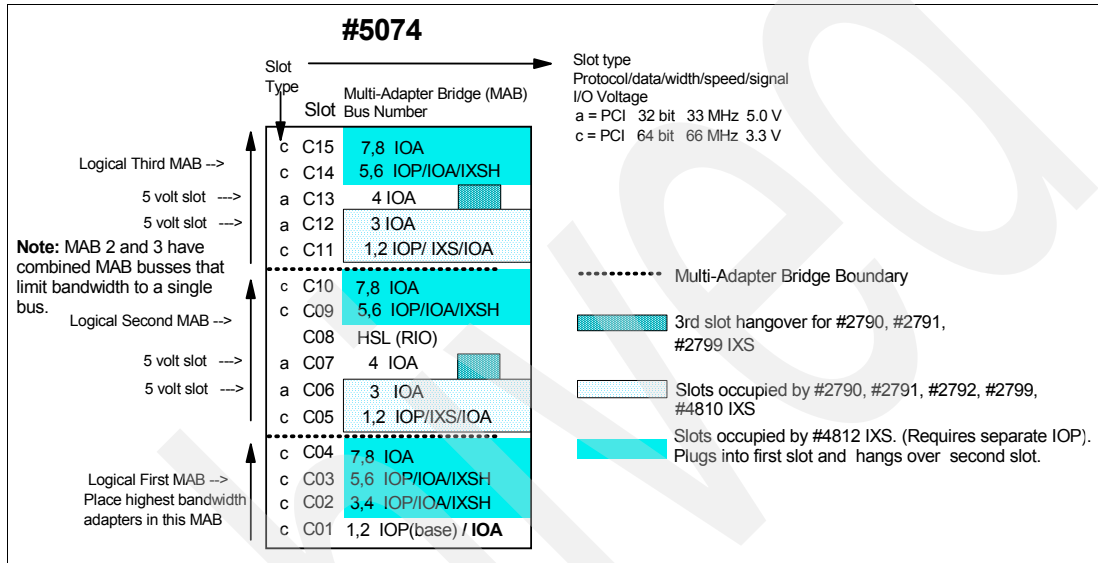 #5074
Slot
Type
Slot
Multi-Adapter Bridge (MAB)
Bus Number
Slot type
Protocol/data/width/speed/signal
I/O Voltage
a = PCI 32 bit 33 MHz 5.0 V
c = PCI 64 bit 66 MHz 3.3 V
c C15 7,8 IOA
Logical Third MAB -->
c C14 5,6 IOP/IOA/IXSH
5 volt slot --->
a C13 4 IOA
5 volt slot --->
a C12 3 IOA
c C11 1,2 IOP/ IXS/IOA
Note: MAB 2 and 3 have
combined MAB busses that
limit bandwidth to a single
bus.
c C10 7,8 IOA
c C09 5,6 IOP/IOA/IXSH
Logical Second MAB -->
C08 HSL (RIO)
5 volt slot --->
a C07 4 IOA
5 volt slot --->
a C06 3 IOA
c C05 1,2 IOP/IXS/IOA
c C04 7,8 IOA
Logical First MAB -->
Place highest bandwidth
adapters in this MAB
c C03 5,6 IOP/IOA/IXSH
c C02 3,4 IOP/IOA/IXSH
c C01 1,2 IOP(base) / IOA
Multi-Adapter Bridge Boundary
3rd slot hangover for #2790, #2791,
#2799 IXS
Slots occupied by #2790, #2791, #2792, #2799,
#4810 IXS
Slots occupied by #4812 IXS. (Requires separate IOP).
Plugs into first slot and hangs over second slot.